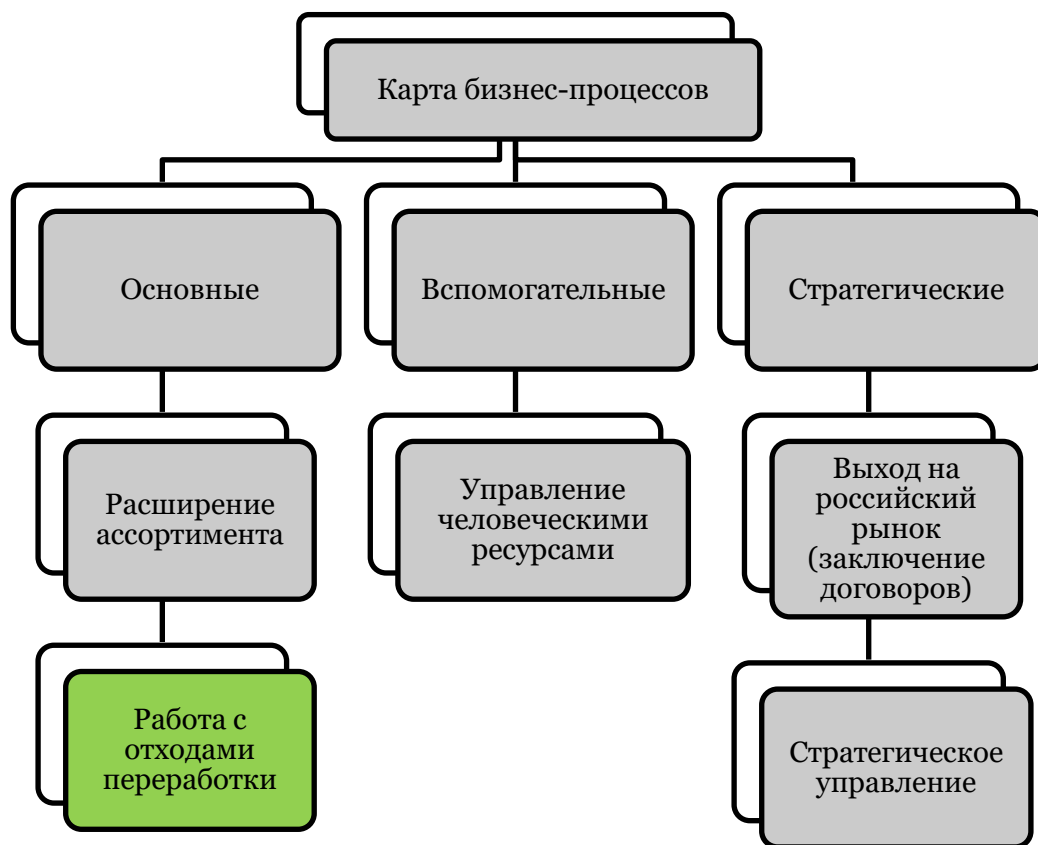 Карта бизнес-процессов
Основные
Вспомогательные
Стратегические
Расширение
ассортимента
Управление
человеческими
ресурсами
Выход на
российский
рынок
(заключение
договоров)
Работа с
отходами
переработки
Стратегическое
управление